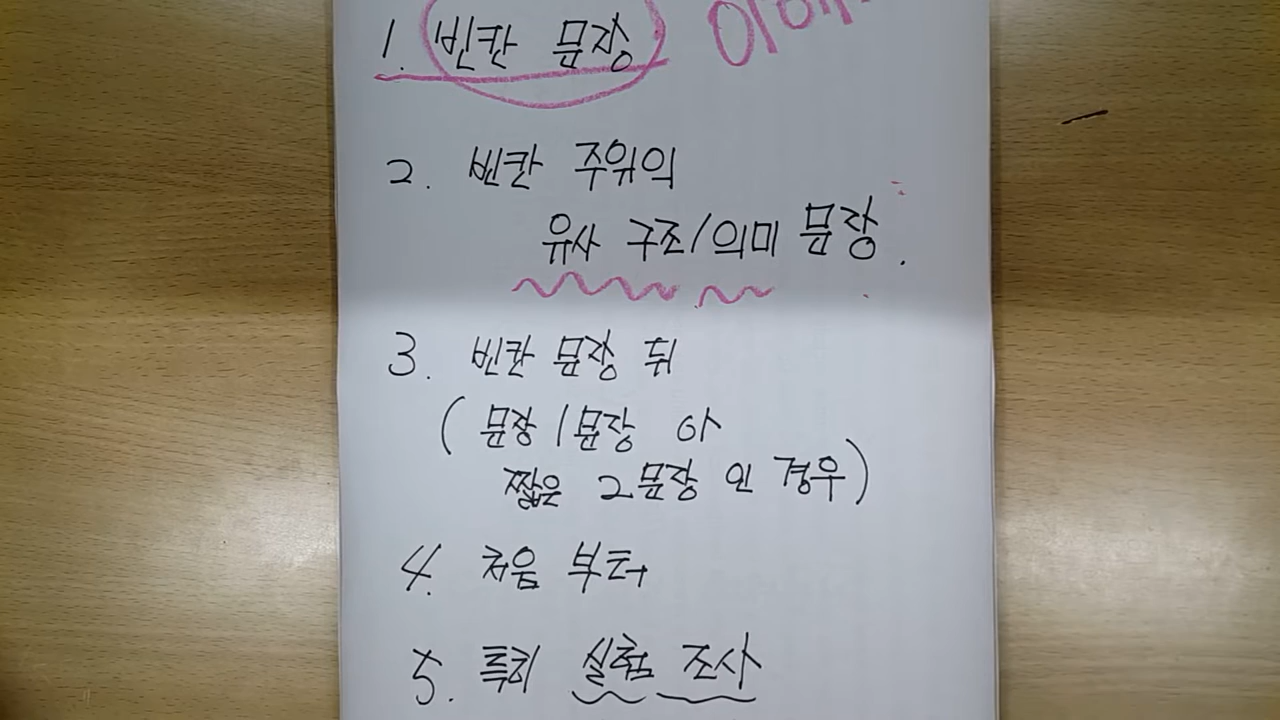 1. 빈칸 문장
2. 빈칸 주위의
유사 구조/의미 문장.
3. 빈칸 문장 뒤
(문장/문장 아
짧은 2문장 인 경우)
4. 처음 부터
5. 특히 실험 조사